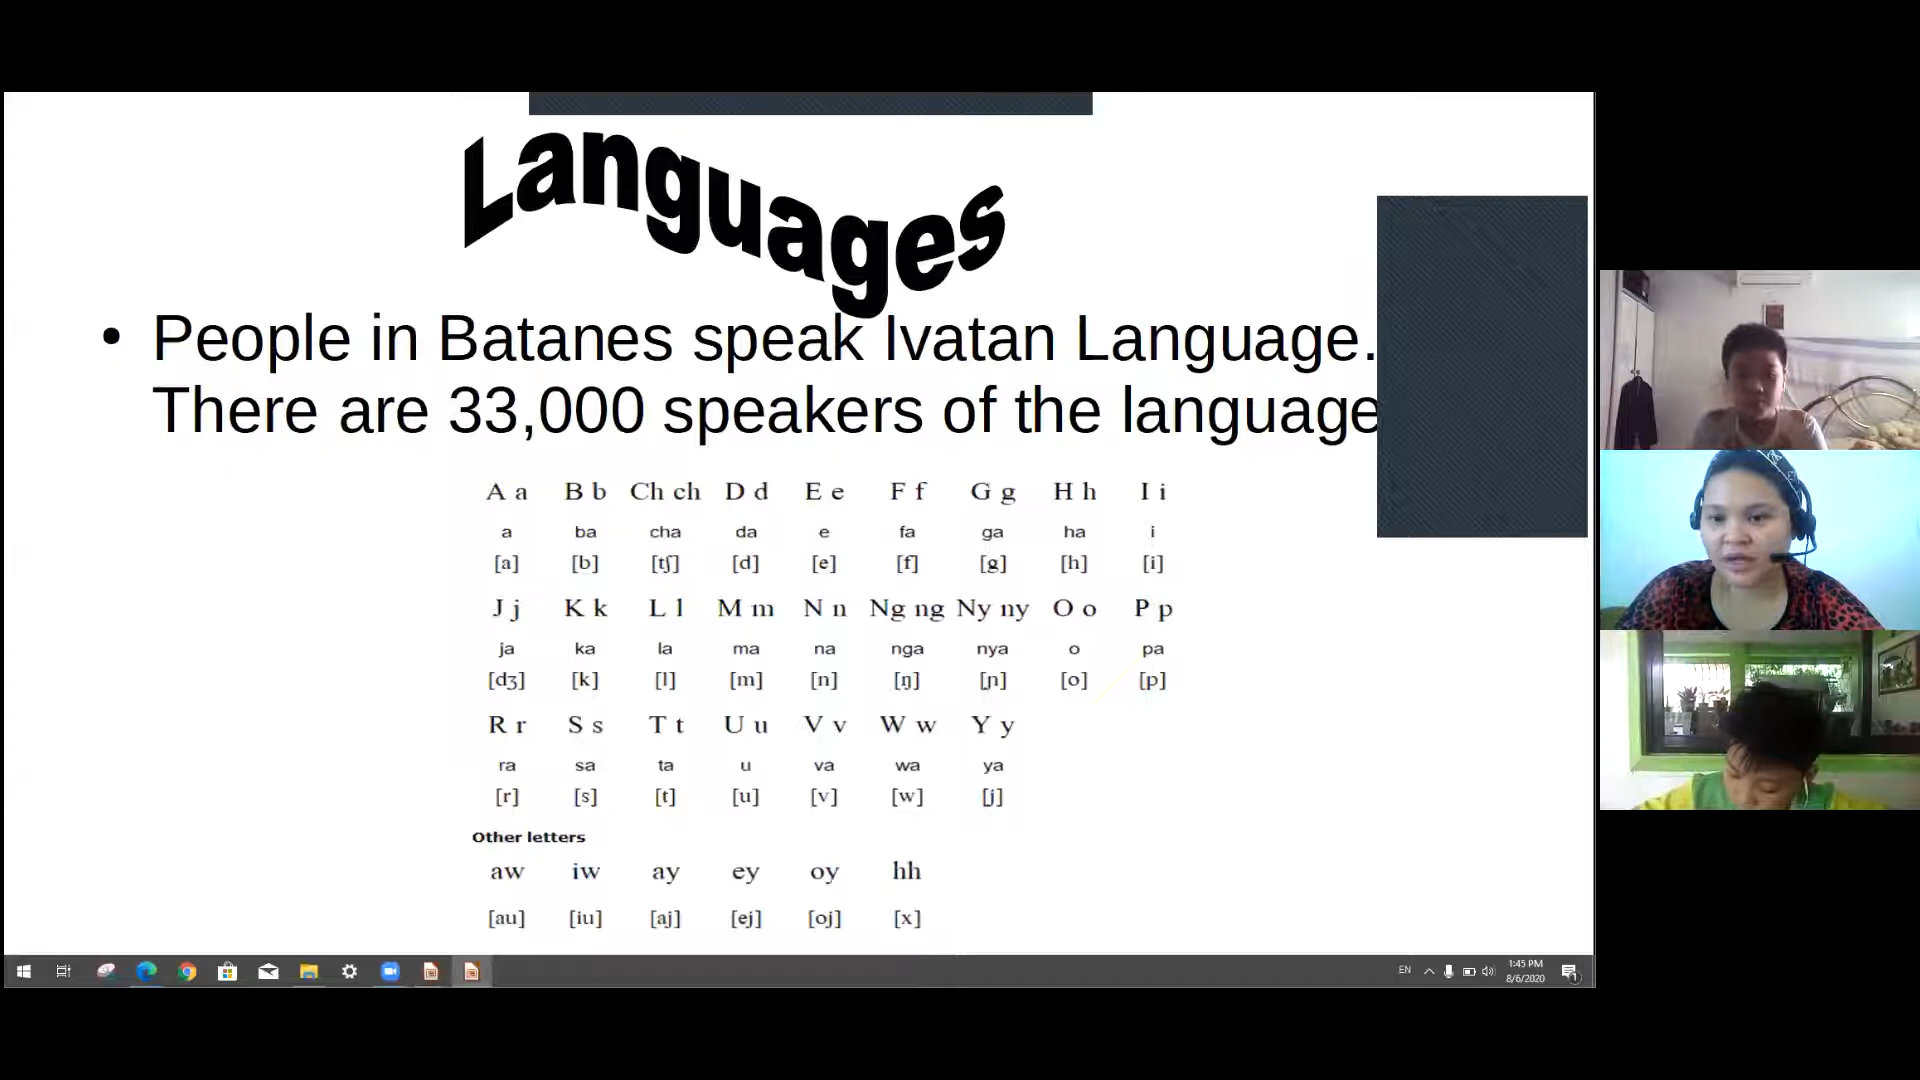 Languages
• People in Batanes speak Ivatan Language.
There are 33,000 speakers of the language
A a B b Ch ch D d E e F f G g H h I i
a ba cha da e fa ga ha i
[a] [b] [tʃ] [d] [e] [f] [g] [h] [i]
J j K k L l M m N n Ng ng Ny ny O o P p
ja ka la ma na nga nya o pa
[dʒ] [k] [l] [m] [n] [ŋ] [ɲ] [o] [p]
R r S s T t U u V v W w Y y
ra sa ta u va wa ya
[r] [s] [t] [u] [v] [w] [j]
Other letters
aw iw ay ey oy hh
[au] [iu] [aj] [ej] [oj] [x]
EN
1:45 PM
8/6/2020
1